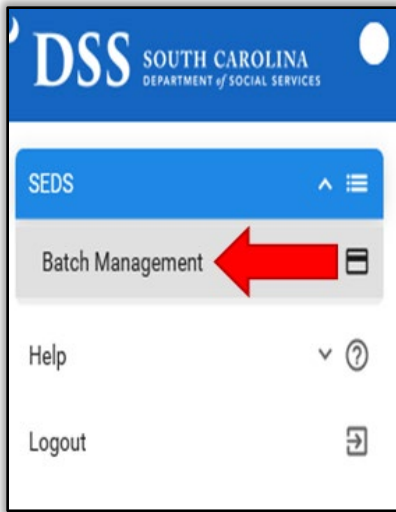 DSS SOUTH CAROLINA
DEPARTMENT of SOCIAL SERVICES
SEDS
Batch Management
Help
Logout